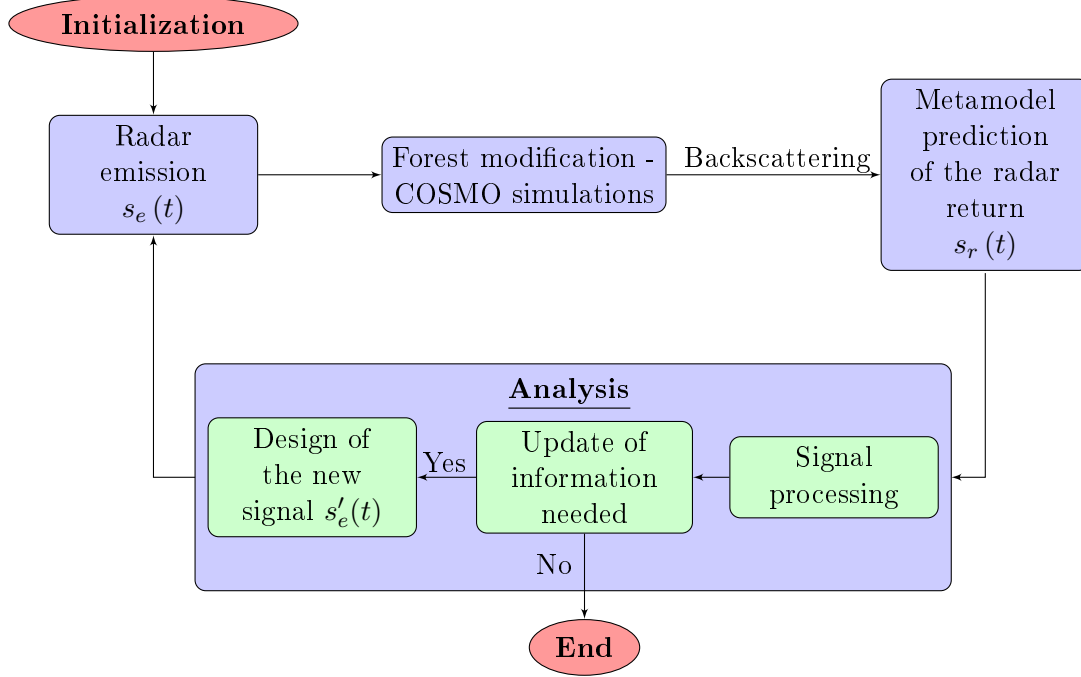 Initialization
Radar
emission
s_e (t)
Forest modification -
COSMO simulations
Backscattering
Metamodel
prediction
of the radar
return
s_r (t)
Analysis
Design of
the new
signal s′_e(t)
Yes
Update of
information
needed
Signal
processing
No
End